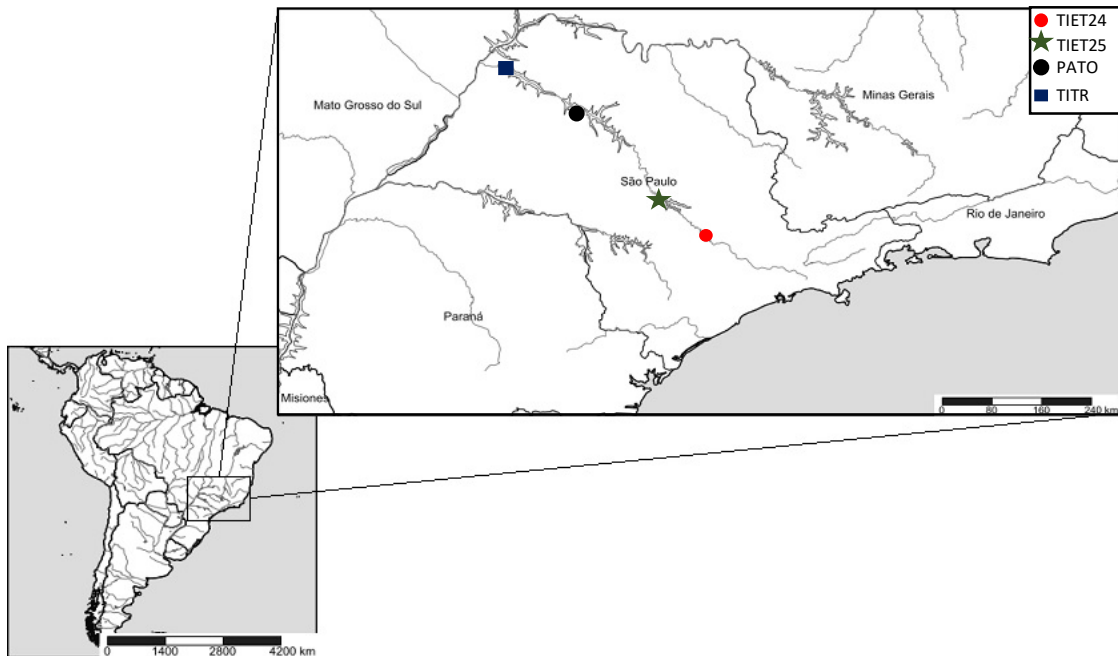 TIET24
TIET25
PATO
TITR
Mato Grosso do Sul
Minas Gerais
São Paulo
Rio de Janeiro
Paraná
Misiones
0 80 160 240 km
0 1400 2800 4200 km